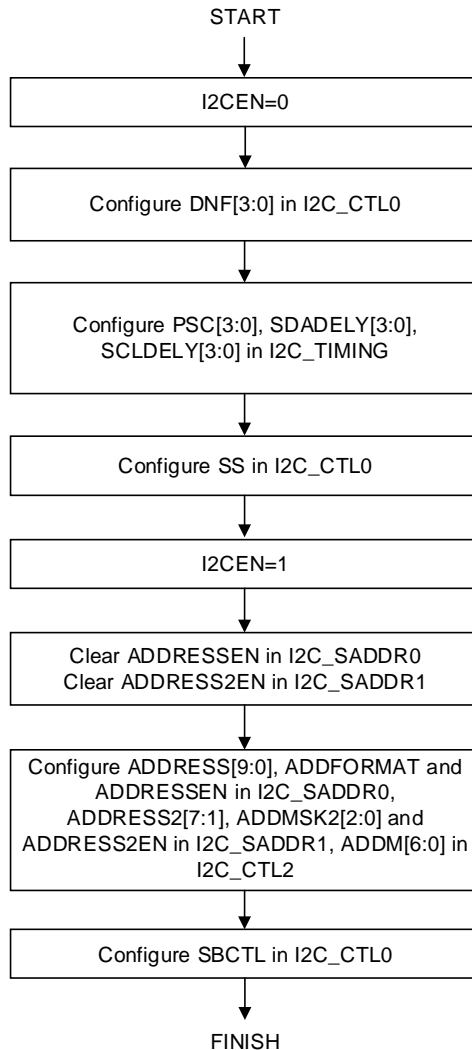 START
I2CEN=0
Configure DNF[3:0] in I2C_CTL0
Configure PSC[3:0], SDADELY[3:0],
SCLDELY[3:0] in I2C_TIMING
Configure SS in I2C_CTL0
I2CEN=1
Clear ADDRESSEN in I2C_SADDR0
Clear ADDRESS2EN in I2C_SADDR1
Configure ADDRESS[9:0], ADDFORMAT and
ADDRESSEN in I2C_SADDR0,
ADDRESS2[7:1], ADDMSK2[2:0] and
ADDRESS2EN in I2C_SADDR1, ADDM[6:0] in
I2C_CTL2
Configure SBCTL in I2C_CTL0
FINISH